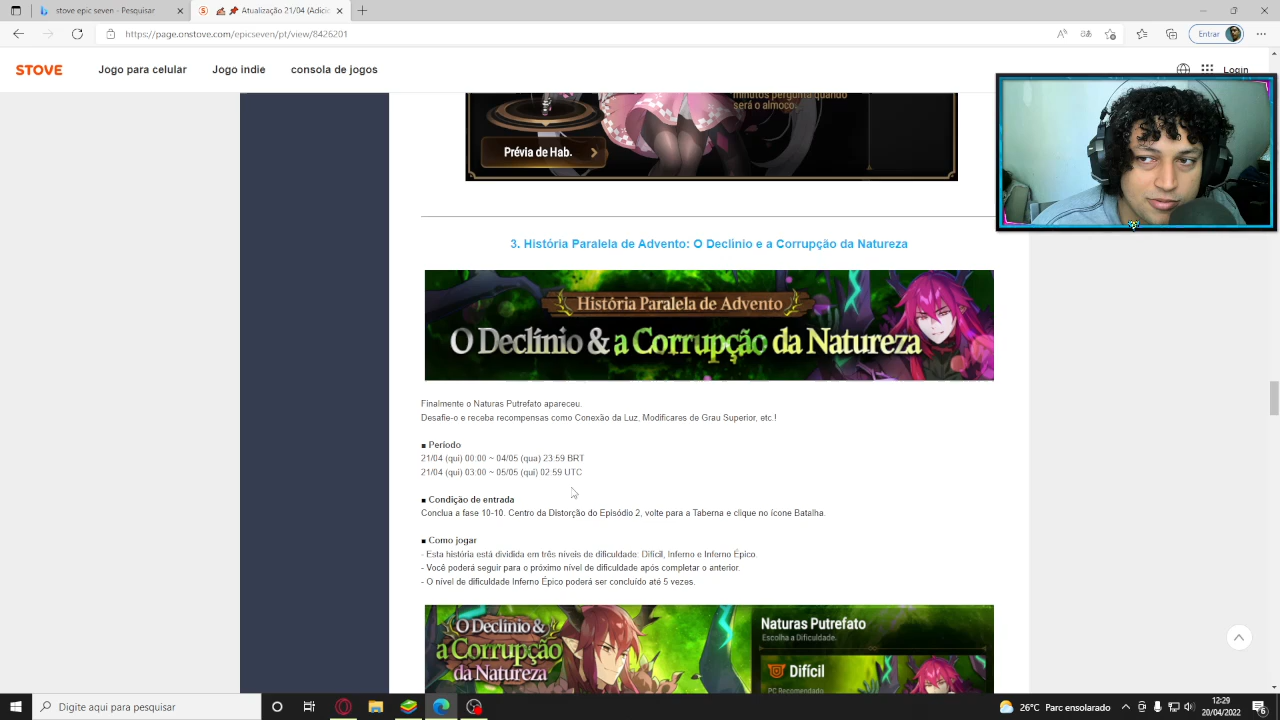 stove epic seven - Pesquisar
Atualização 21/04 (Adicio
https://page.onstove.com/epicseven/pt/view/8426201
Entrar
STOVE
Jogo para celular
Jogo indie
consola de jogos
Login
minutos pergunta quando
será o almoço.
Prévia de Hab.
3. História Paralela de Advento: O Declínio e a Corrupção da Natureza
História Paralela de Advento
O Declínio & a Corrupção da Natureza
Finalmente o Naturas Putrefato apareceu.
Desafie-o e receba recompensas como Conexão da Luz, Modificares de Grau Superior, etc.!
■ Período
21/04 (qui) 00:00 ~ 04/05 (qua) 23:59 BRT
21/04 (qui) 03:00 ~ 05/05 (qui) 02:59 UTC
■ Condição de entrada
Conclua a fase 10-10. Centro da Distorção do Episódio 2, volte para a Taberna e clique no ícone Batalha.
■ Como jogar
- Esta história está dividida em três níveis de dificuldade: Difícil, Inferno e Inferno Épico.
- Você poderá seguir para o próximo nível de dificuldade após completar o anterior.
- O nível de dificuldade Inferno Épico poderá ser concluído até 5 vezes.
O Declínio &
a Corrupção
da Natureza
Naturas Putrefato
Escolha a Dificuldade.
Difícil
PC Recomendado
Digite aqui para pesquisar
26°C Parc ensolarado
12:29
20/04/2022